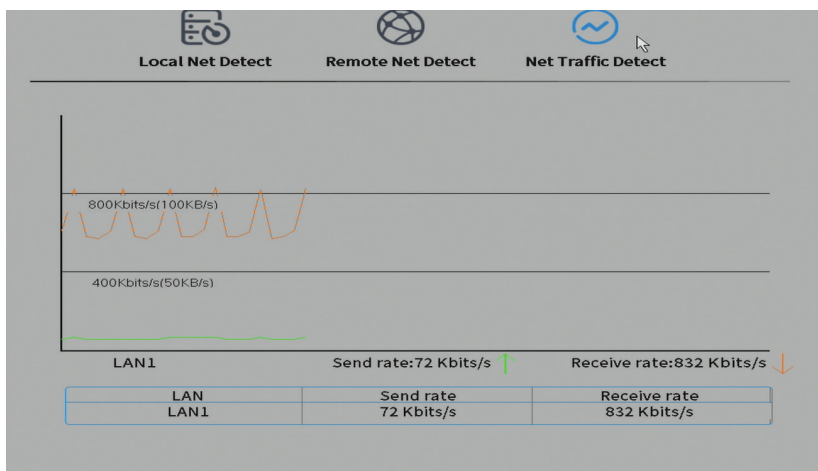 Local Net Detect Remote Net Detect Net Traffic Detect
800Kbits/s(100KB/s)
400Kbits/s(50KB/s)
LAN1 Send rate:72 Kbits/s Receive rate:832 Kbits/s
LAN Send rate Receive rate
LAN1 72 Kbits/s 832 Kbits/s